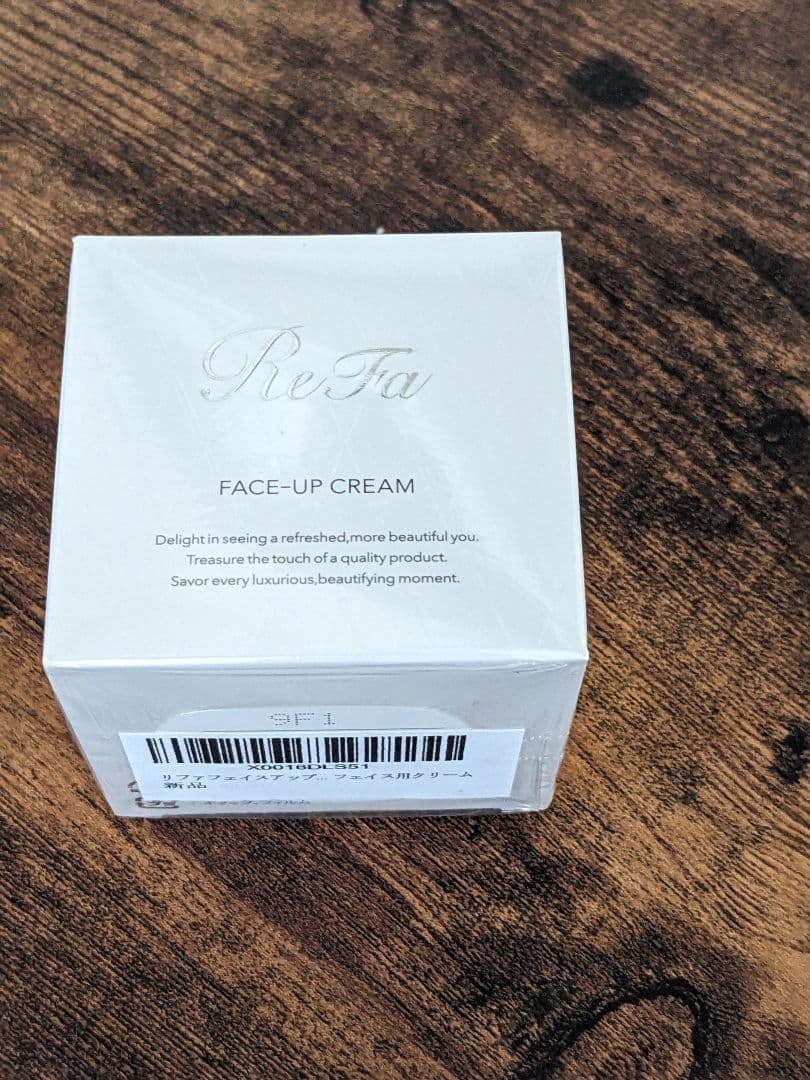 ReFa
FACE-UP CREAM
Delight in seeing a refreshed,more beautiful you.
Treasure the touch of a quality product.
Savor every luxurious,beautifying moment.
9F1
X0016DLS51
リファフェイスアップ... フェイス用クリーム
新品